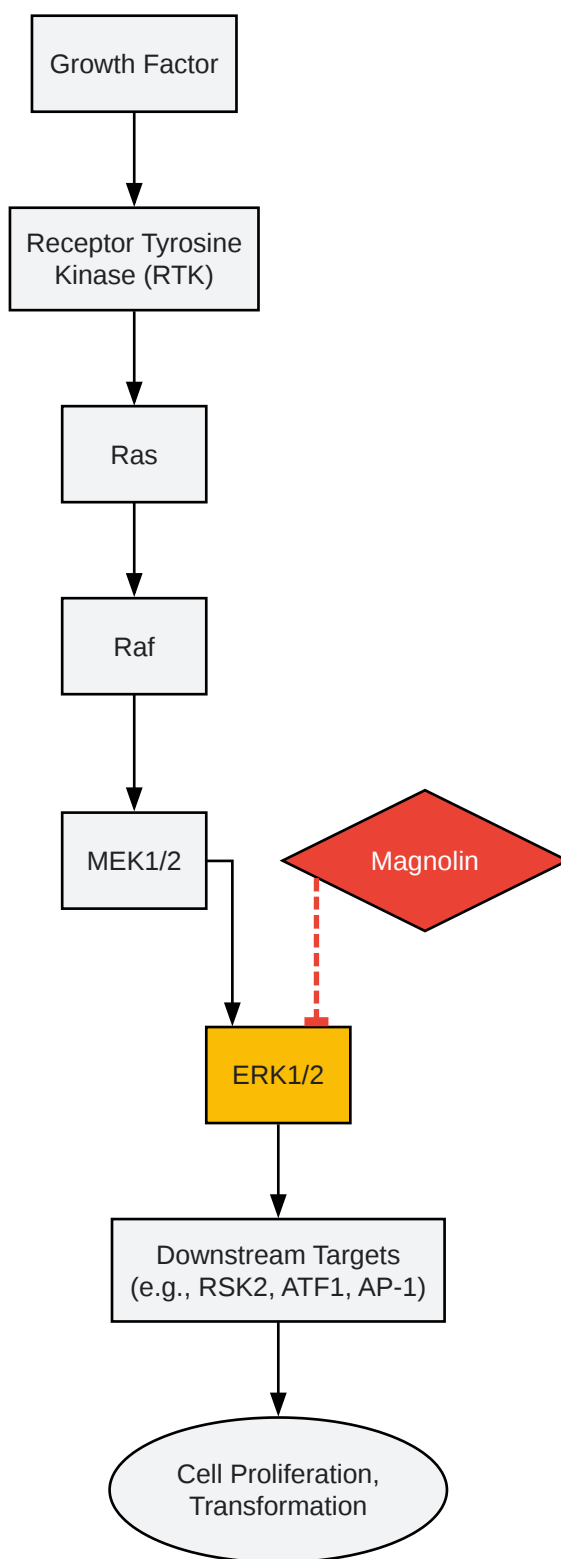 Growth Factor
Receptor Tyrosine
Kinase (RTK)
Ras
Raf
MEK1/2
Magnolin
ERK1/2
Downstream Targets
(e.g., RSK2, ATF1, AP-1)
Cell Proliferation,
Transformation